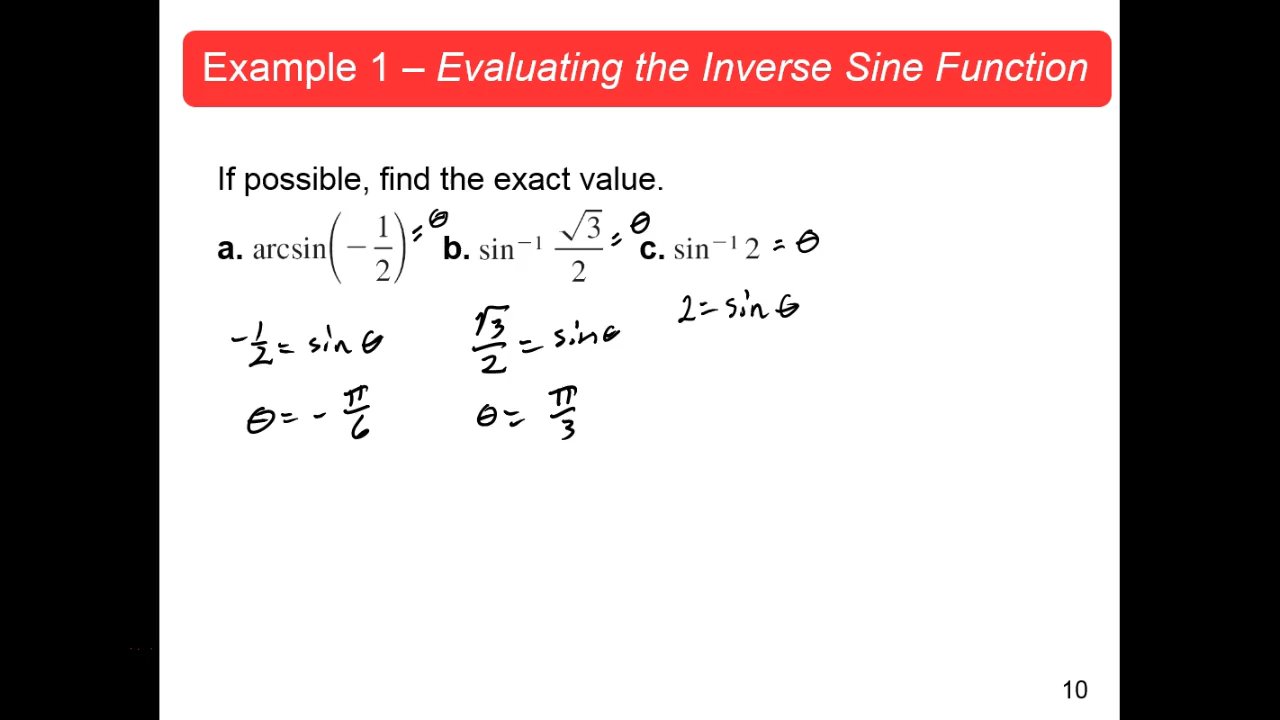 Example 1 – Evaluating the Inverse Sine Function
If possible, find the exact value.
a. arcsin(−1/2) = θ b. sin⁻¹ √3/2 = θ c. sin⁻¹ 2 = θ
-1/2 = sin θ √3/2 = sin θ 2 = sin θ
θ = - π/6 θ = π/3
10